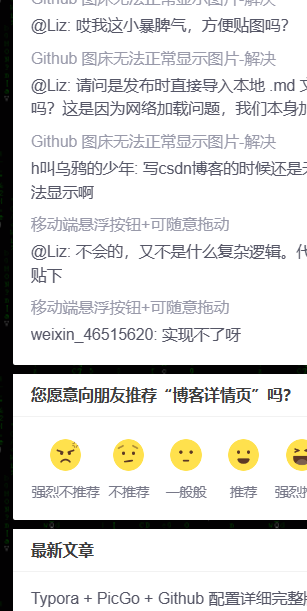 Github 图床无法正常显示图片-解决
@Liz: 哎我这小暴脾气，方便贴图吗?
Github 图床无法正常显示图片-解决
@Liz: 请问是发布时直接导入本地 .md
吗？这是因为网络加载问题，我们本身加
Github 图床无法正常显示图片-解决
h叫乌鸦的少年: 写csdn博客的时候还是
法显示啊
移动端悬浮按钮+可随意拖动
@Liz: 不会的，又不是什么复杂逻辑。代
贴下
移动端悬浮按钮+可随意拖动
weixin_46515620: 实现不了呀
您愿意向朋友推荐“博客详情页”吗？
强烈不推荐 不推荐 一般般 推荐 强烈
最新文章
Typora + PicGo + Github 配置详细完整